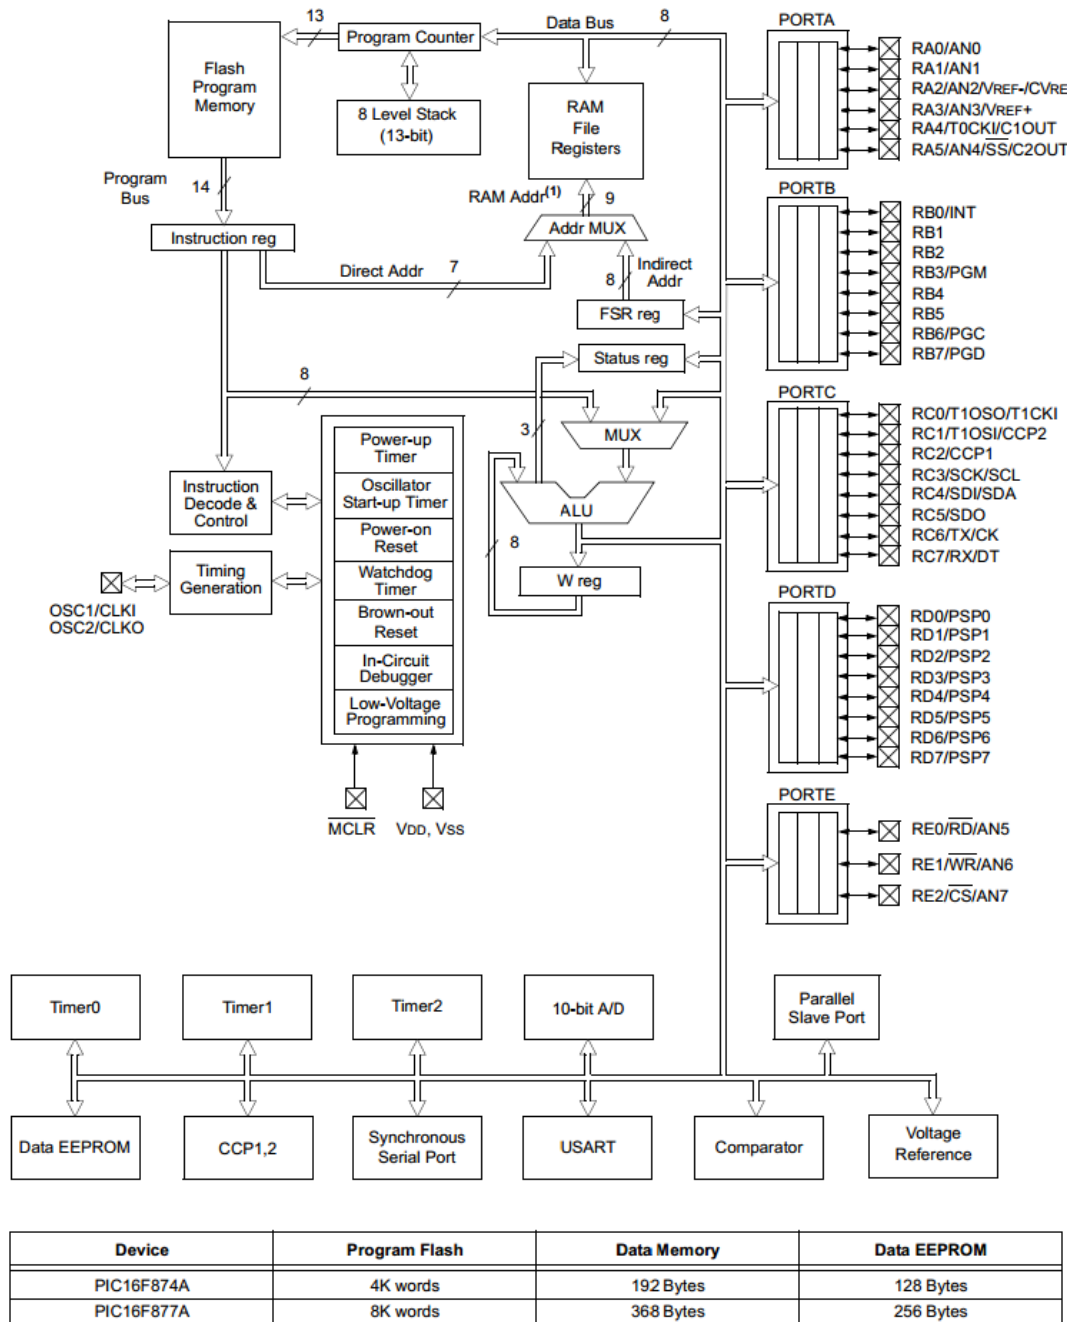 13
Program Counter
Data Bus
8
PORTA
Flash
Program
Memory
8 Level Stack
(13-bit)
RAM
File
Registers
RA0/AN0
RA1/AN1
RA2/AN2/VREF-/CVRE
RA3/AN3/VREF+
RA4/T0CKI/C1OUT
RA5/AN4/SS/C2OUT
Program
Bus
14
RAM Addr(1)
9
PORTB
Instruction reg
Addr MUX
RB0/INT
RB1
RB2
RB3/PGM
RB4
RB5
RB6/PGC
RB7/PGD
Direct Addr
7
8
Indirect
Addr
FSR reg
Status reg
8
3
MUX
PORTC
RC0/T1OSO/T1CKI
RC1/T1OSI/CCP2
RC2/CCP1
RC3/SCK/SCL
RC4/SDI/SDA
RC5/SDO
RC6/TX/CK
RC7/RX/DT
Power-up
Timer
Instruction
Decode &
Control
Oscillator
Start-up Timer
ALU
Power-on
Reset
8
Timing
Generation
Watchdog
Timer
W reg
OSC1/CLKI
OSC2/CLKO
Brown-out
Reset
PORTD
RD0/PSP0
RD1/PSP1
RD2/PSP2
RD3/PSP3
RD4/PSP4
RD5/PSP5
RD6/PSP6
RD7/PSP7
In-Circuit
Debugger
Low-Voltage
Programming
MCLR
VDD, VSS
PORTE
RE0/RD/AN5
RE1/WR/AN6
RE2/CS/AN7
Timer0
Timer1
Timer2
10-bit A/D
Parallel
Slave Port
Data EEPROM
CCP1,2
Synchronous
Serial Port
USART
Comparator
Voltage
Reference
Device Program Flash Data Memory Data EEPROM
PIC16F874A 4K words 192 Bytes 128 Bytes
PIC16F877A 8K words 368 Bytes 256 Bytes